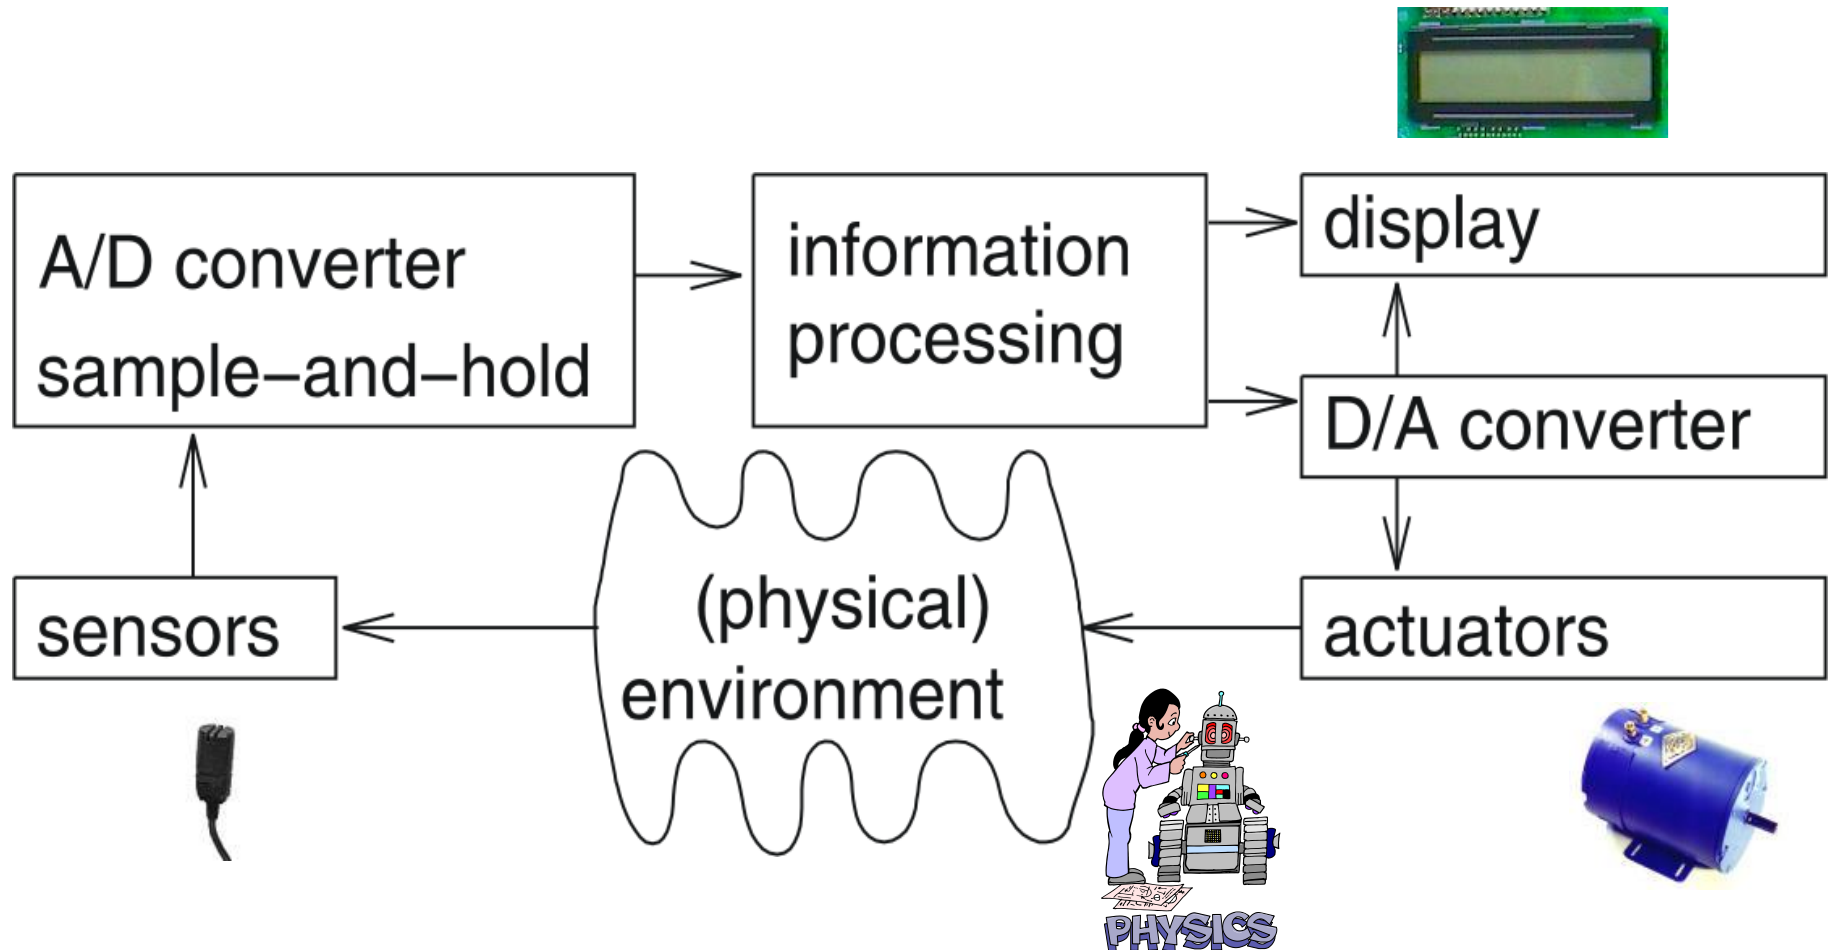 A/D converter
sample–and–hold
information
processing
display
D/A converter
sensors
(physical)
environment
actuators
PHYSICS